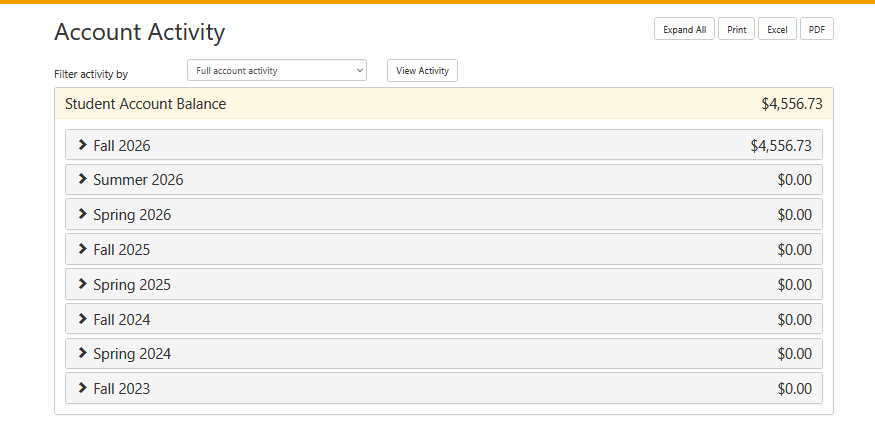 Account Activity
Expand All Print Excel PDF
Filter activity by Full account activity View Activity
Student Account Balance $4,556.73
Fall 2026 $4,556.73
Summer 2026 $0.00
Spring 2026 $0.00
Fall 2025 $0.00
Spring 2025 $0.00
Fall 2024 $0.00
Spring 2024 $0.00
Fall 2023 $0.00